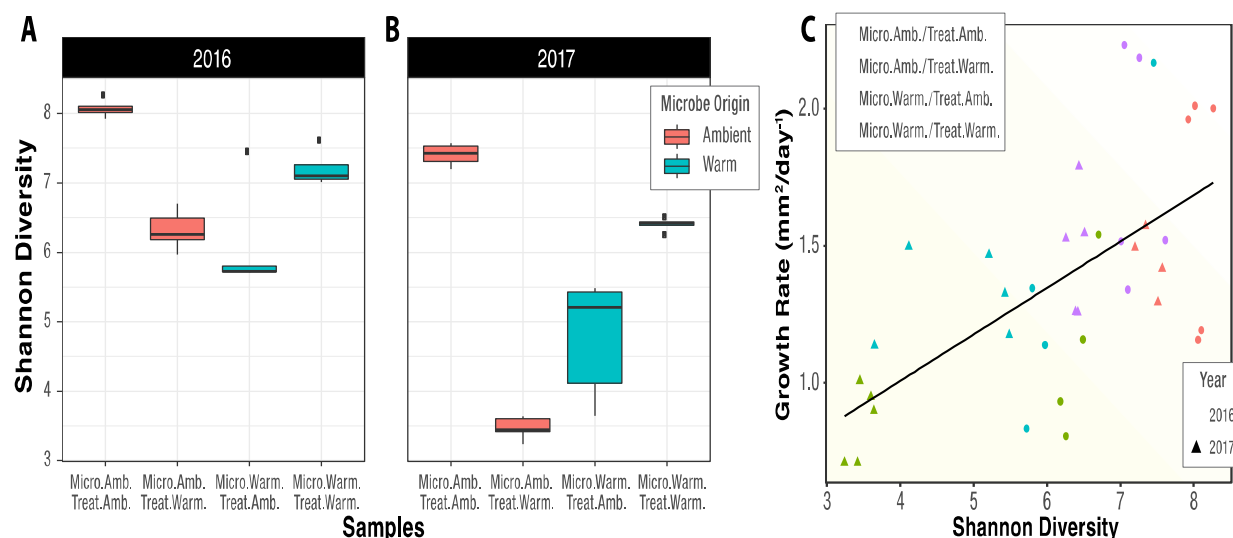 A
2016
8
7
6
5
4
3
Shannon Diversity
Micro.Amb.
Treat.Amb.
Micro.Amb.
Treat.Warm.
Micro.Warm.
Treat.Amb.
Micro.Warm.
Treat.Warm.
B
2017
Microbe Origin
Ambient
Warm
Micro.Amb.
Treat.Amb.
Micro.Amb.
Treat.Warm.
Micro.Warm.
Treat.Amb.
Micro.Warm.
Treat.Warm.
Samples
C
Micro.Amb./Treat.Amb.
Micro.Amb./Treat.Warm.
Micro.Warm./Treat.Amb.
Micro.Warm./Treat.Warm.
2.0
1.5
1.0
Growth Rate (mm²/day⁻¹)
Year
2016
2017
3
4
5
6
7
8
Shannon Diversity